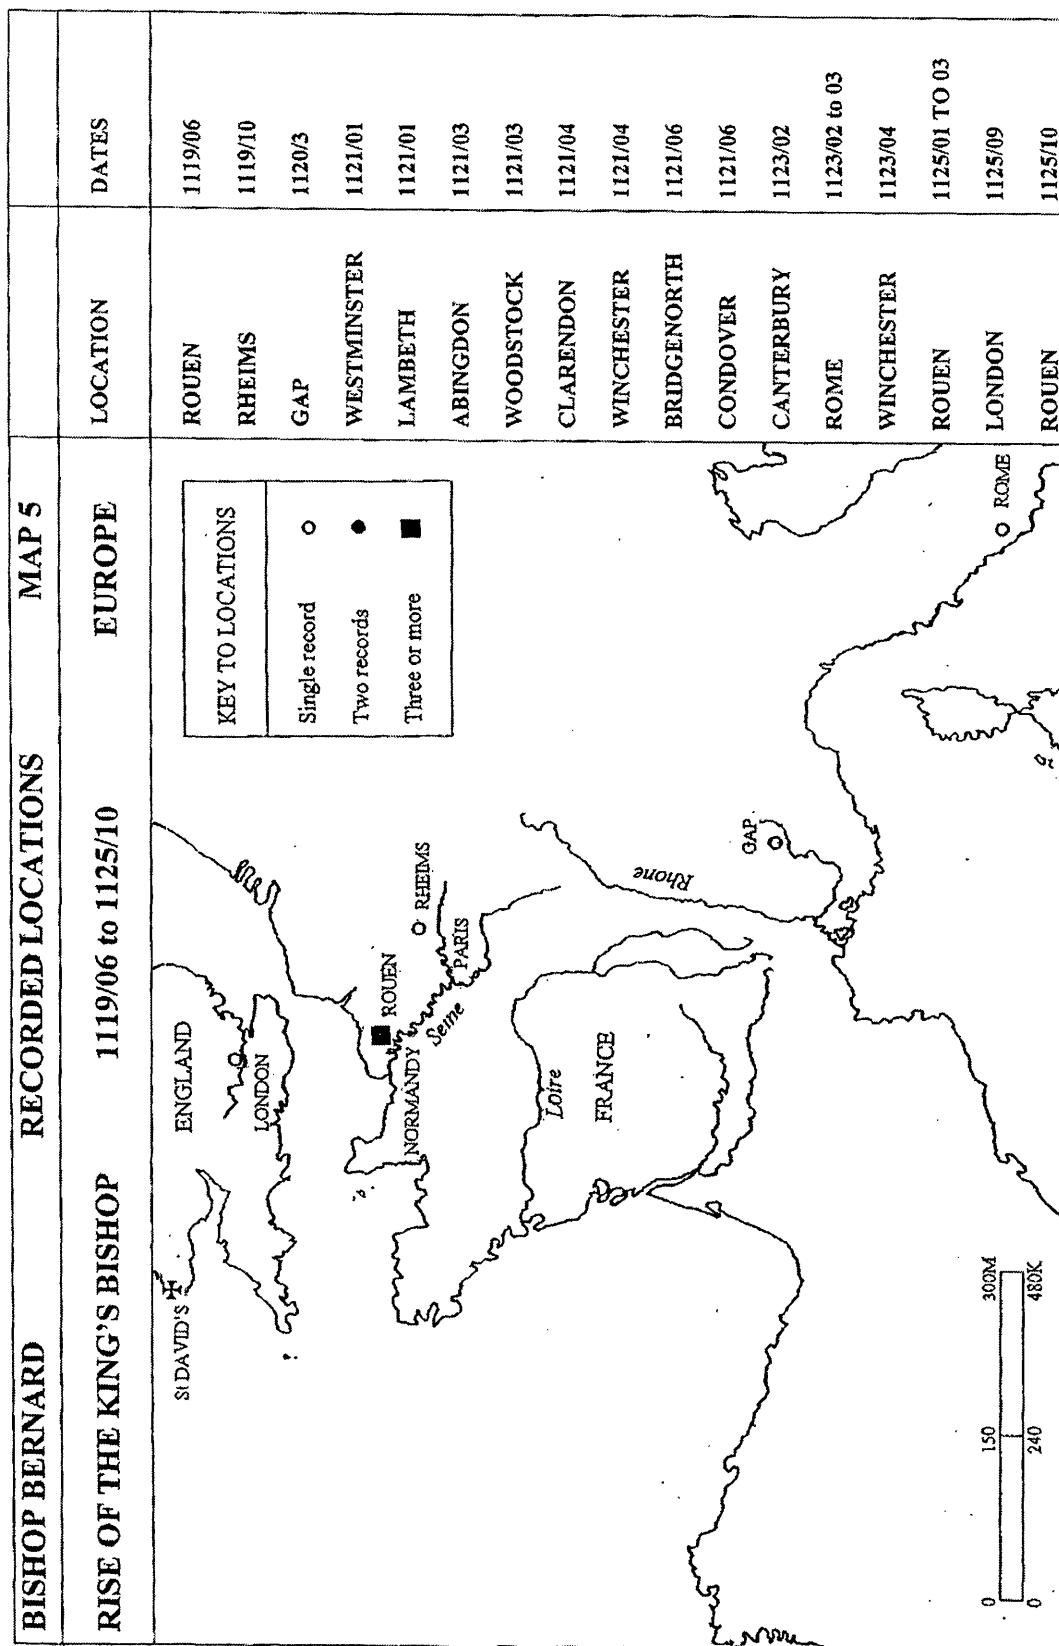 BISHOP BERNARD RECORDED LOCATIONS MAP 5
RISE OF THE KING'S BISHOP 1119/06 to 1125/10 EUROPE LOCATION DATES
ROUEN 1119/06
RHEIMS 1119/10
GAP 1120/3
WESTMINSTER 1121/01
LAMBETH 1121/01
ABINGDON 1121/03
WOODSTOCK 1121/03
CLARENDON 1121/04
WINCHESTER 1121/04
BRIDGENORTH 1121/06
CONDOVER 1121/06
CANTERBURY 1123/02
ROME 1123/02 to 03
WINCHESTER 1123/04
ROUEN 1125/01 TO 03
LONDON 1125/09
ROUEN 1125/10
KEY TO LOCATIONS
Single record
Two records
Three or more
St DAVID'S
ENGLAND
LONDON
ROUEN
RHEIMS
NORMANDY
Seine
PARIS
Loire
FRANCE
Rhone
GAP
ROME
0 150 300M
0 240 480K